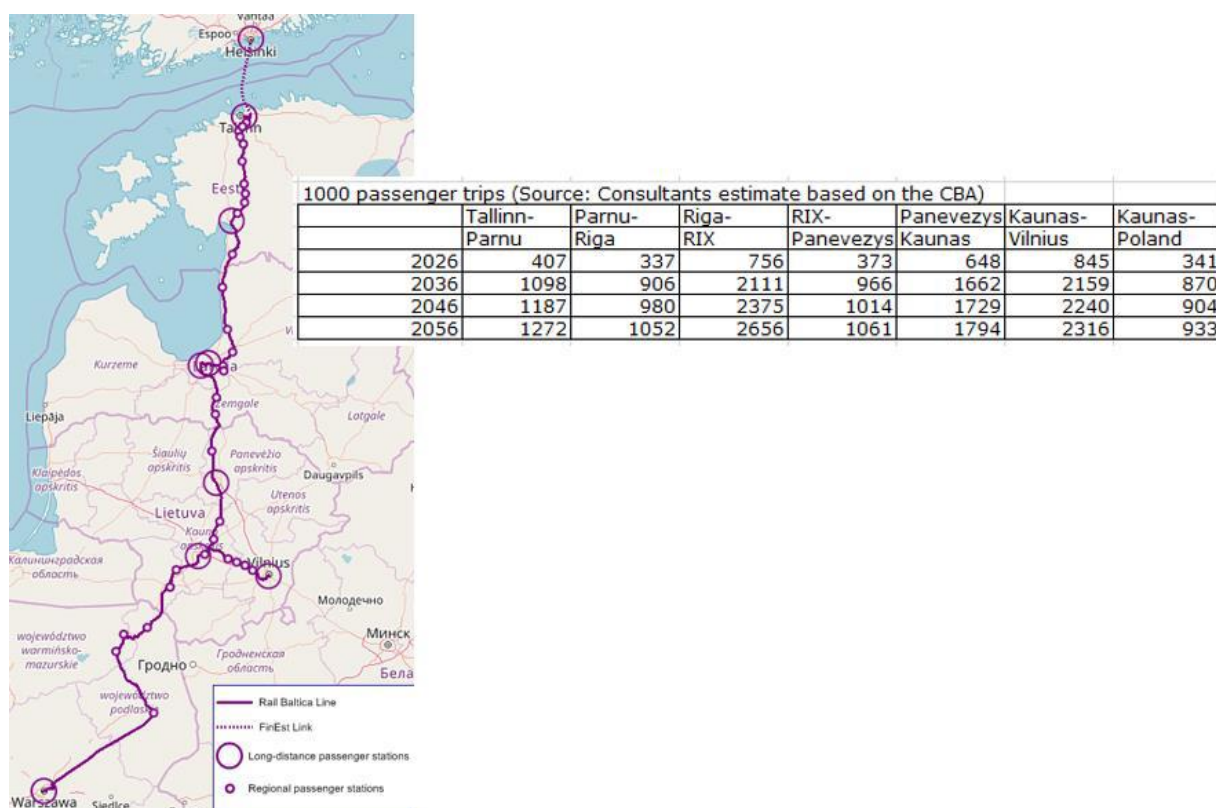 Vantaa
Espoo
Helsinki
Tallinn
Eesti
1000 passenger trips (Source: Consultants estimate based on the CBA)
Tallinn- Parnu- Riga- RIX- Panevezys Kaunas- Kaunas-
Parnu Riga RIX Panevezys Kaunas Vilnius Poland
2026 407 337 756 373 648 845 341
2036 1098 906 2111 966 1662 2159 870
2046 1187 980 2375 1014 1729 2240 904
2056 1272 1052 2656 1061 1794 2316 933
Kurzeme
Zemgale
Liepāja
Latgale
Šiaulių
apskritis
Panevėžio
apskritis
Daugavpils
Klaipėdos
apskritis
Utenos
apskritis
Lietuva
Kauno
apskritis
Vilnius
Калининградская
область
Молодечно
Минск
województwo
warmińsko-
mazurskie
Гродно
Гродненская
область
Бела
województwo
podlaskie
Rail Baltica Line
FinEst Link
Long-distance passenger stations
Regional passenger stations
Warszawa
Siedlce